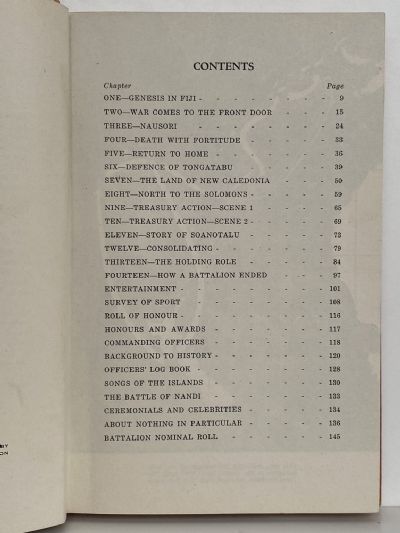 CONTENTS
Chapter Page
ONE—GENESIS IN FIJI - - - - - - - - 9
TWO—WAR COMES TO THE FRONT DOOR - - - 15
THREE—NAUSORI - - - - - - - - 24
FOUR—DEATH WITH FORTITUDE - - - - - 33
FIVE—RETURN TO HOME - - - - - - - 36
SIX—DEFENCE OF TONGATABU - - - - - 39
SEVEN—THE LAND OF NEW CALEDONIA - - - 50
EIGHT—NORTH TO THE SOLOMONS - - - - - 59
NINE—TREASURY ACTION—SCENE 1 - - - - 65
TEN—TREASURY ACTION—SCENE 2 - - - - - 69
ELEVEN—STORY OF SOANOTALU - - - - - 73
TWELVE—CONSOLIDATING - - - - - - - 79
THIRTEEN—THE HOLDING ROLE - - - - - 84
FOURTEEN—HOW A BATTALION ENDED - - - 97
ENTERTAINMENT - - - - - - - - 101
SURVEY OF SPORT - - - - - - - - 108
ROLL OF HONOUR - - - - - - - - 116
HONOURS AND AWARDS - - - - - - - 117
COMMANDING OFFICERS - - - - - - - 118
BACKGROUND TO HISTORY - - - - - - - 120
OFFICERS' LOG BOOK - - - - - - - 128
SONGS OF THE ISLANDS - - - - - - - 130
THE BATTLE OF NANDI - - - - - - - 133
CEREMONIALS AND CELEBRITIES - - - - - 134
ABOUT NOTHING IN PARTICULAR - - - - - 136
BATTALION NOMINAL ROLL - - - - - - 145
BY
ON